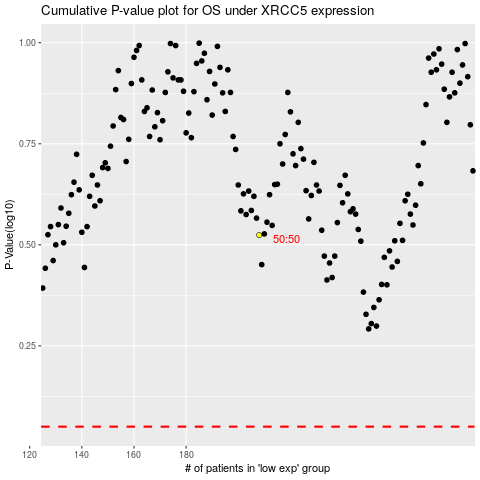 Cumulative P-value plot for OS under XRCC5 expression
P-Value(log10)
1.00
0.75
0.50
0.25
50:50
120 140 160 180
# of patients in 'low exp' group